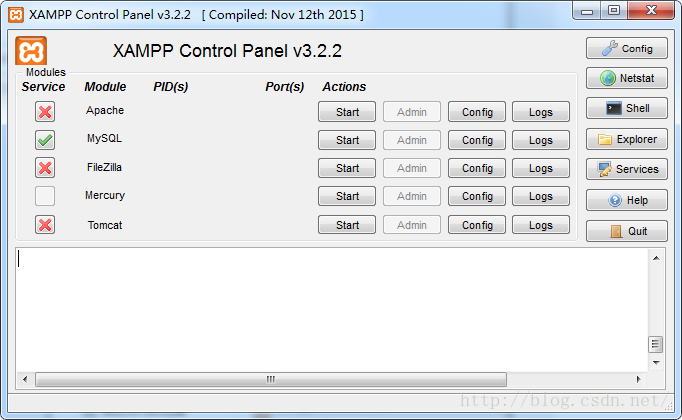 XAMPP Control Panel v3.2.2 [ Compiled: Nov 12th 2015 ]
XAMPP Control Panel v3.2.2
Config
Modules
Service Module PID(s) Port(s) Actions
Netstat
Apache Start Admin Config Logs
Shell
MySQL Start Admin Config Logs
Explorer
FileZilla Start Admin Config Logs
Services
Mercury Start Admin Config Logs
Help
Tomcat Start Admin Config Logs
Quit
http://blog.csdn.net/